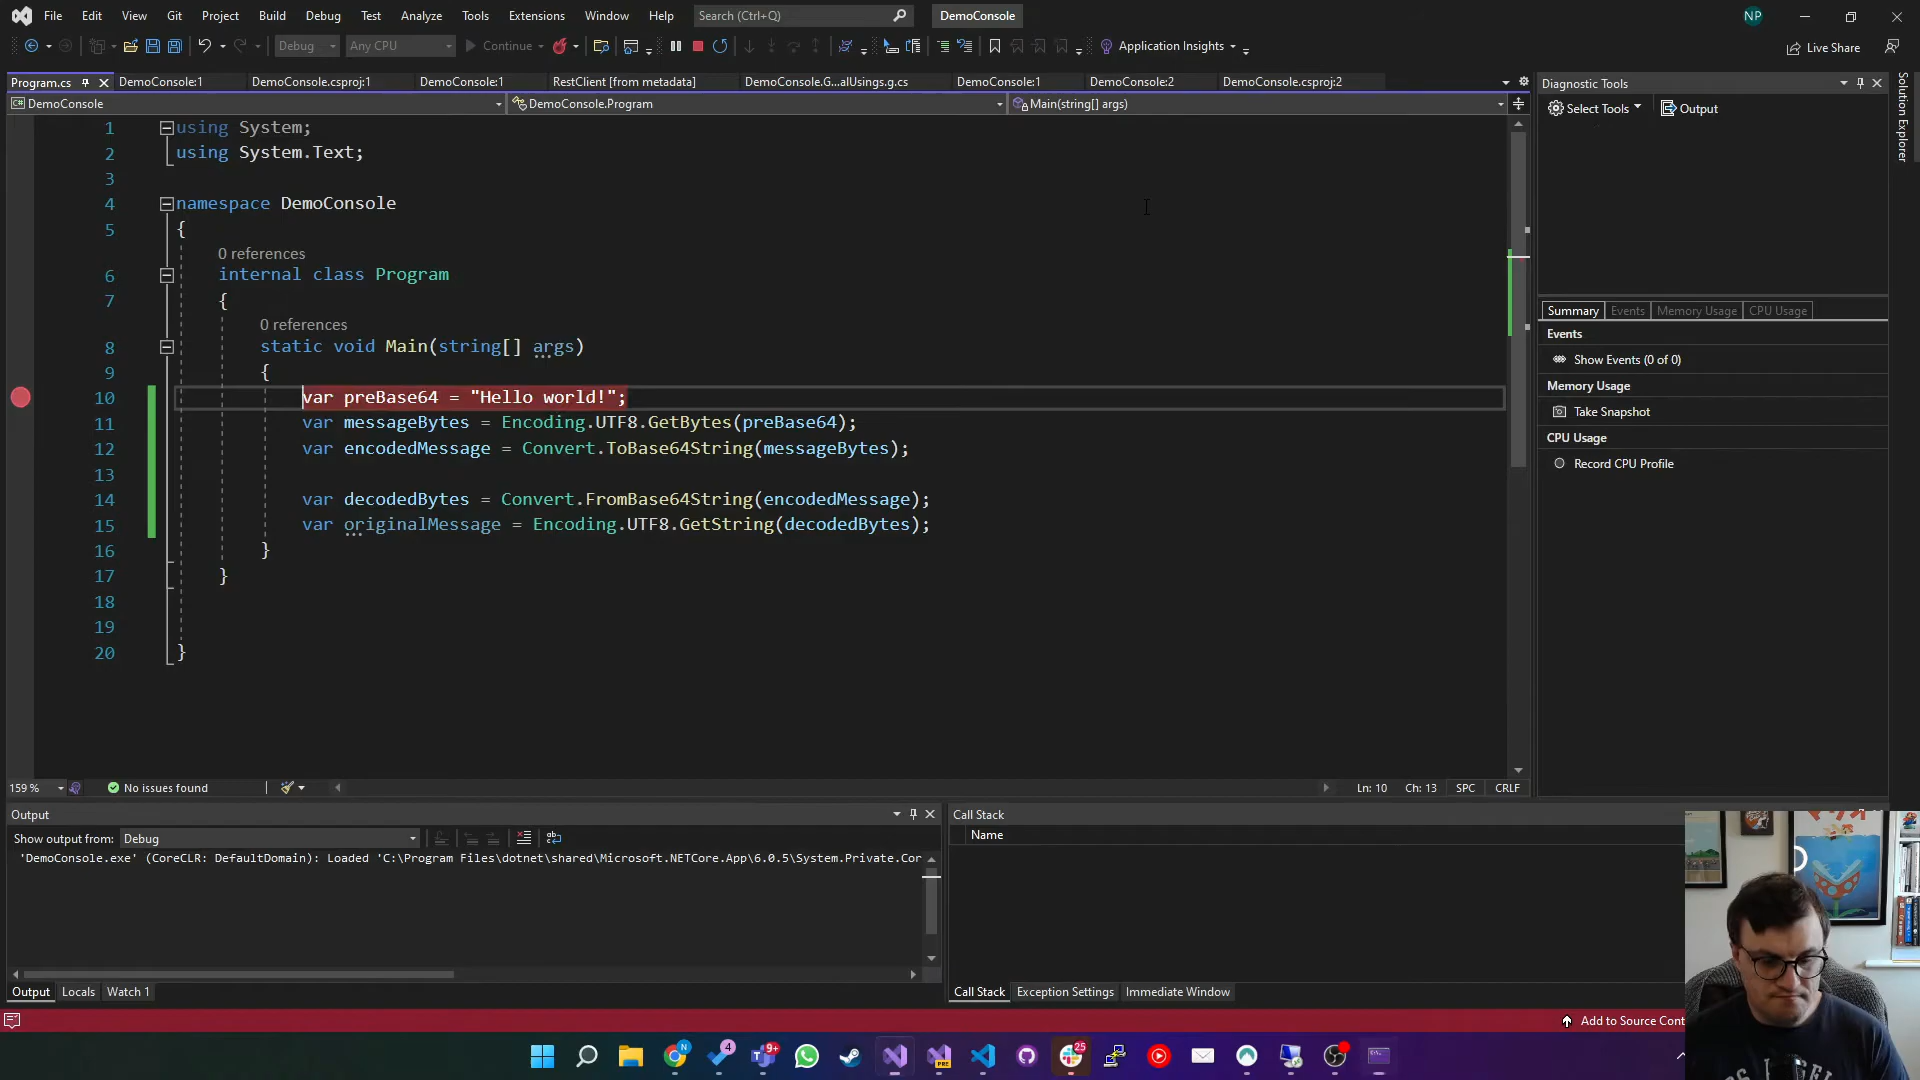 File Edit View Git Project Build Debug Test Analyze Tools Extensions Window Help Search (Ctrl+Q) DemoConsole NP
Debug Any CPU Continue Application Insights Live Share
Program.cs DemoConsole:1 DemoConsole.csproj:1 DemoConsole:1 RestClient [from metadata] DemoConsole.G...alUsings.g.cs DemoConsole:1 DemoConsole:2 DemoConsole.csproj:2
DemoConsole DemoConsole.Program Main(string[] args)
1 using System;
2 using System.Text;
3
4 namespace DemoConsole
5 {
0 references
6 internal class Program
7 {
0 references
8 static void Main(string[] args)
9 {
10 var preBase64 = "Hello world!";
11 var messageBytes = Encoding.UTF8.GetBytes(preBase64);
12 var encodedMessage = Convert.ToBase64String(messageBytes);
13
14 var decodedBytes = Convert.FromBase64String(encodedMessage);
15 var originalMessage = Encoding.UTF8.GetString(decodedBytes);
16 }
17 }
18
19
20 }
159 % No issues found Ln: 10 Ch: 13 SPC CRLF
Diagnostic Tools
Select Tools Output
Summary Events Memory Usage CPU Usage
Events
Show Events (0 of 0)
Memory Usage
Take Snapshot
CPU Usage
Record CPU Profile
Solution Explorer
Output
Show output from: Debug
'DemoConsole.exe' (CoreCLR: DefaultDomain): Loaded 'C:\Program Files\dotnet\shared\Microsoft.NETCore.App\6.0.5\System.Private.Cor
Output Locals Watch 1
Call Stack
Name
Call Stack Exception Settings Immediate Window
Add to Source Cont
N 4 9+ PRE 25